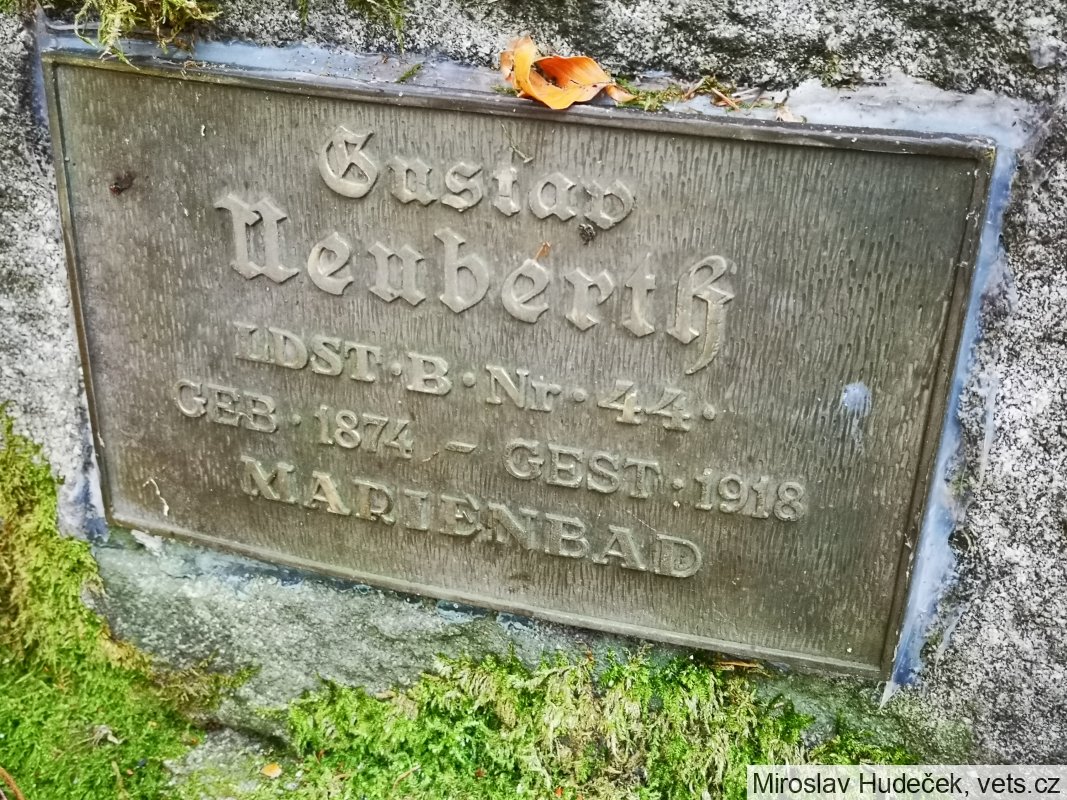 Gustav
Neuberth
LDST·B·Nr·44·
GEB·1874 – GEST·1918
MARIENBAD
Miroslav Hudeček, vets.cz